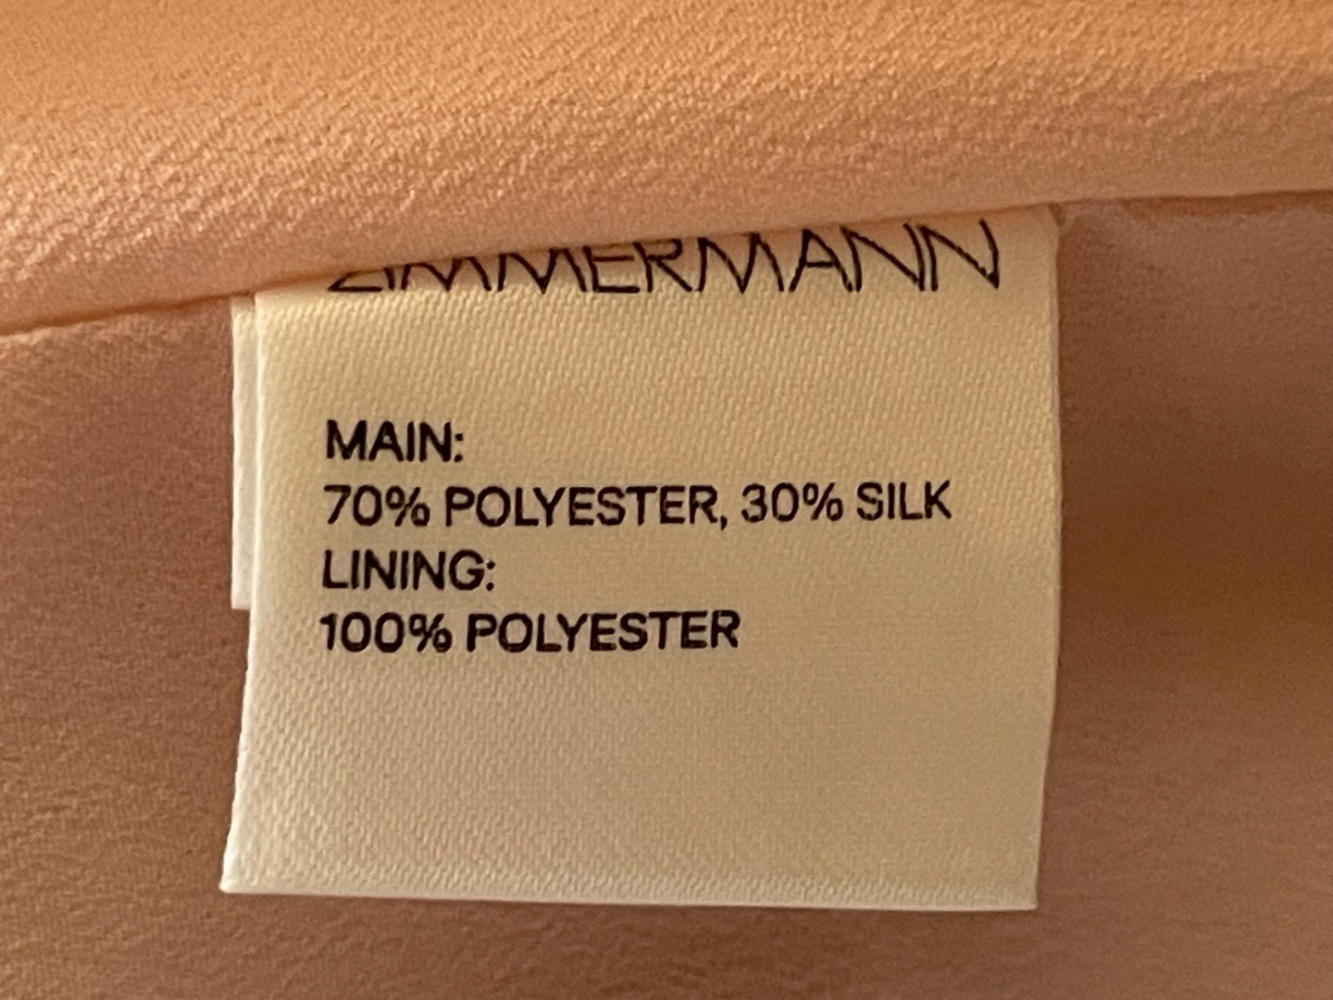 ZIMMERMANN
MAIN:
70% POLYESTER, 30% SILK
LINING:
100% POLYESTER